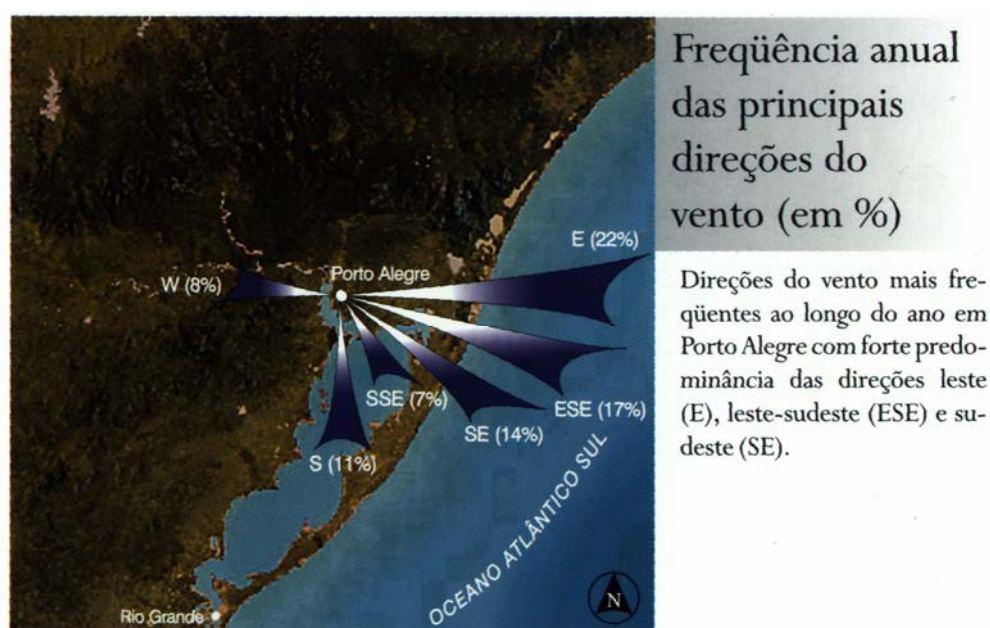 Freqüência anual
das principais
direções do
vento (em %)
Direções do vento mais fre-
qüentes ao longo do ano em
Porto Alegre com forte predo-
minância das direções leste
(E), leste-sudeste (ESE) e su-
deste (SE).
E (22%)
W (8%)
Porto Alegre
SSE (7%)
ESE (17%)
SE (14%)
S (11%)
OCEANO ATLÂNTICO SUL
Rio Grande
N